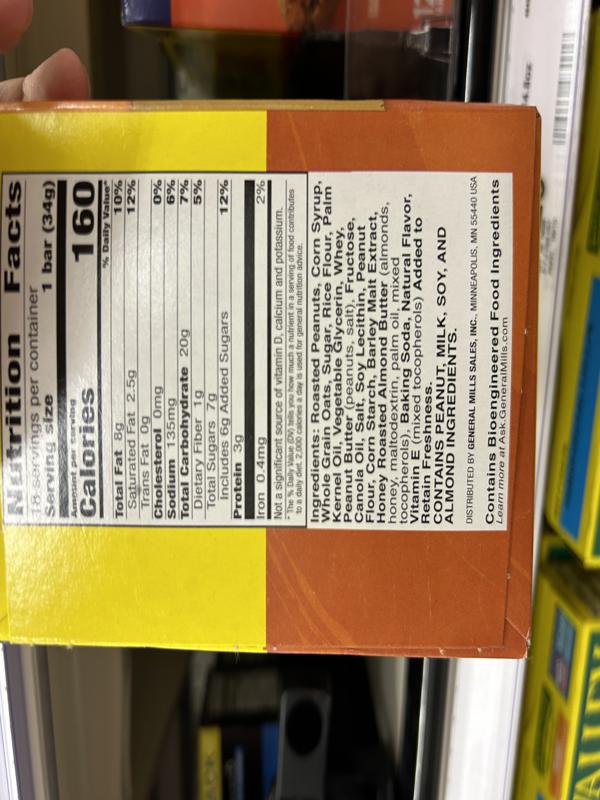 Nutrition Facts
18 servings per container
Serving size 1 bar (34g)
Amount per serving
Calories 160
% Daily Value*
Total Fat 8g 10%
Saturated Fat 2.5g 12%
Trans Fat 0g
Cholesterol 0mg 0%
Sodium 135mg 6%
Total Carbohydrate 20g 7%
Dietary Fiber 1g 5%
Total Sugars 7g
Includes 6g Added Sugars 12%
Protein 3g
Iron 0.4mg 2%
Not a significant source of vitamin D, calcium and potassium.
* The % Daily Value (DV) tells you how much a nutrient in a serving of food contributes
to a daily diet. 2,000 calories a day is used for general nutrition advice.
Ingredients: Roasted Peanuts, Corn Syrup,
Whole Grain Oats, Sugar, Rice Flour, Palm
Kernel Oil, Vegetable Glycerin, Whey,
Peanut Butter (peanuts, salt), Fructose,
Canola Oil, Salt, Soy Lecithin, Peanut
Flour, Corn Starch, Barley Malt Extract,
Honey Roasted Almond Butter (almonds,
honey, maltodextrin, palm oil, mixed
tocopherols), Baking Soda, Natural Flavor,
Vitamin E (mixed tocopherols) Added to
Retain Freshness.
CONTAINS PEANUT, MILK, SOY, AND
ALMOND INGREDIENTS.
DISTRIBUTED BY GENERAL MILLS SALES, INC., MINNEAPOLIS, MN 55440 USA
Contains Bioengineered Food Ingredients
Learn more at Ask.GeneralMills.com